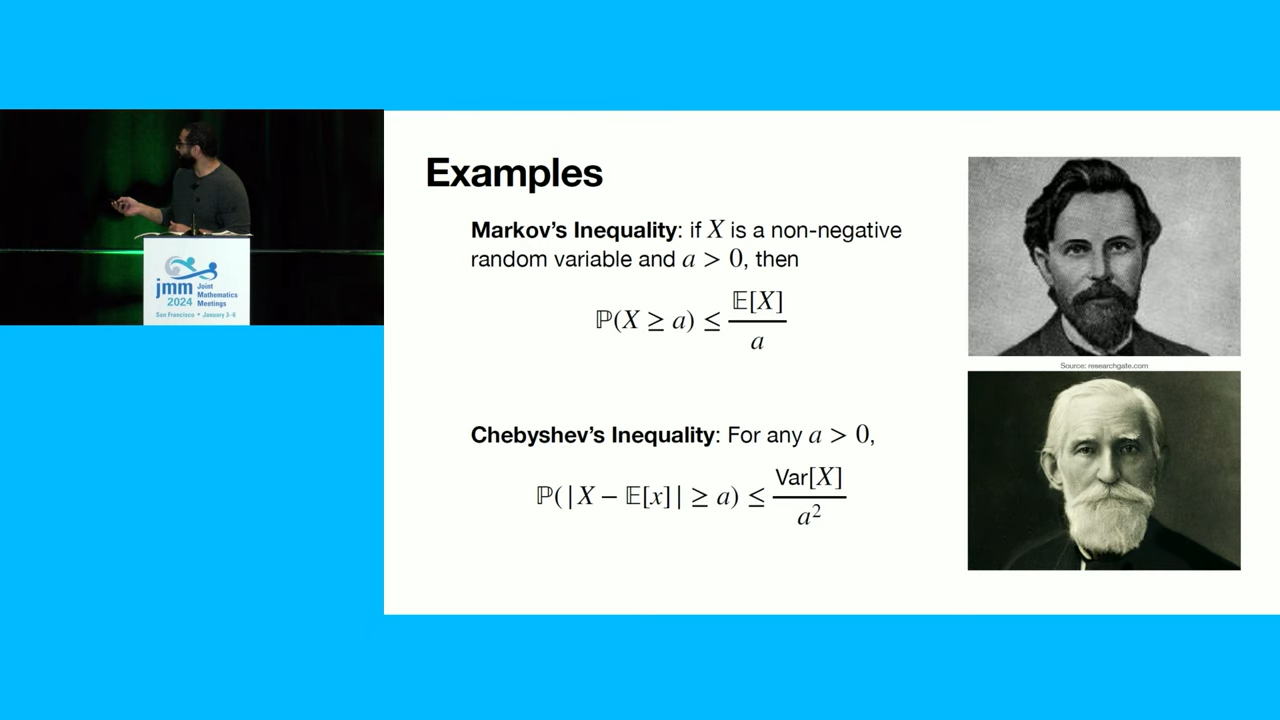 Examples
Markov's Inequality: if X is a non-negative
random variable and a > 0, then
ℙ(X ≥ a) ≤ 𝔼[X] / a
Source: researchgate.com
Chebyshev's Inequality: For any a > 0,
ℙ(|X − 𝔼[x]| ≥ a) ≤ Var[X] / a²
jmm
2024
Joint
Mathematics
Meetings
San Francisco • January 3-6